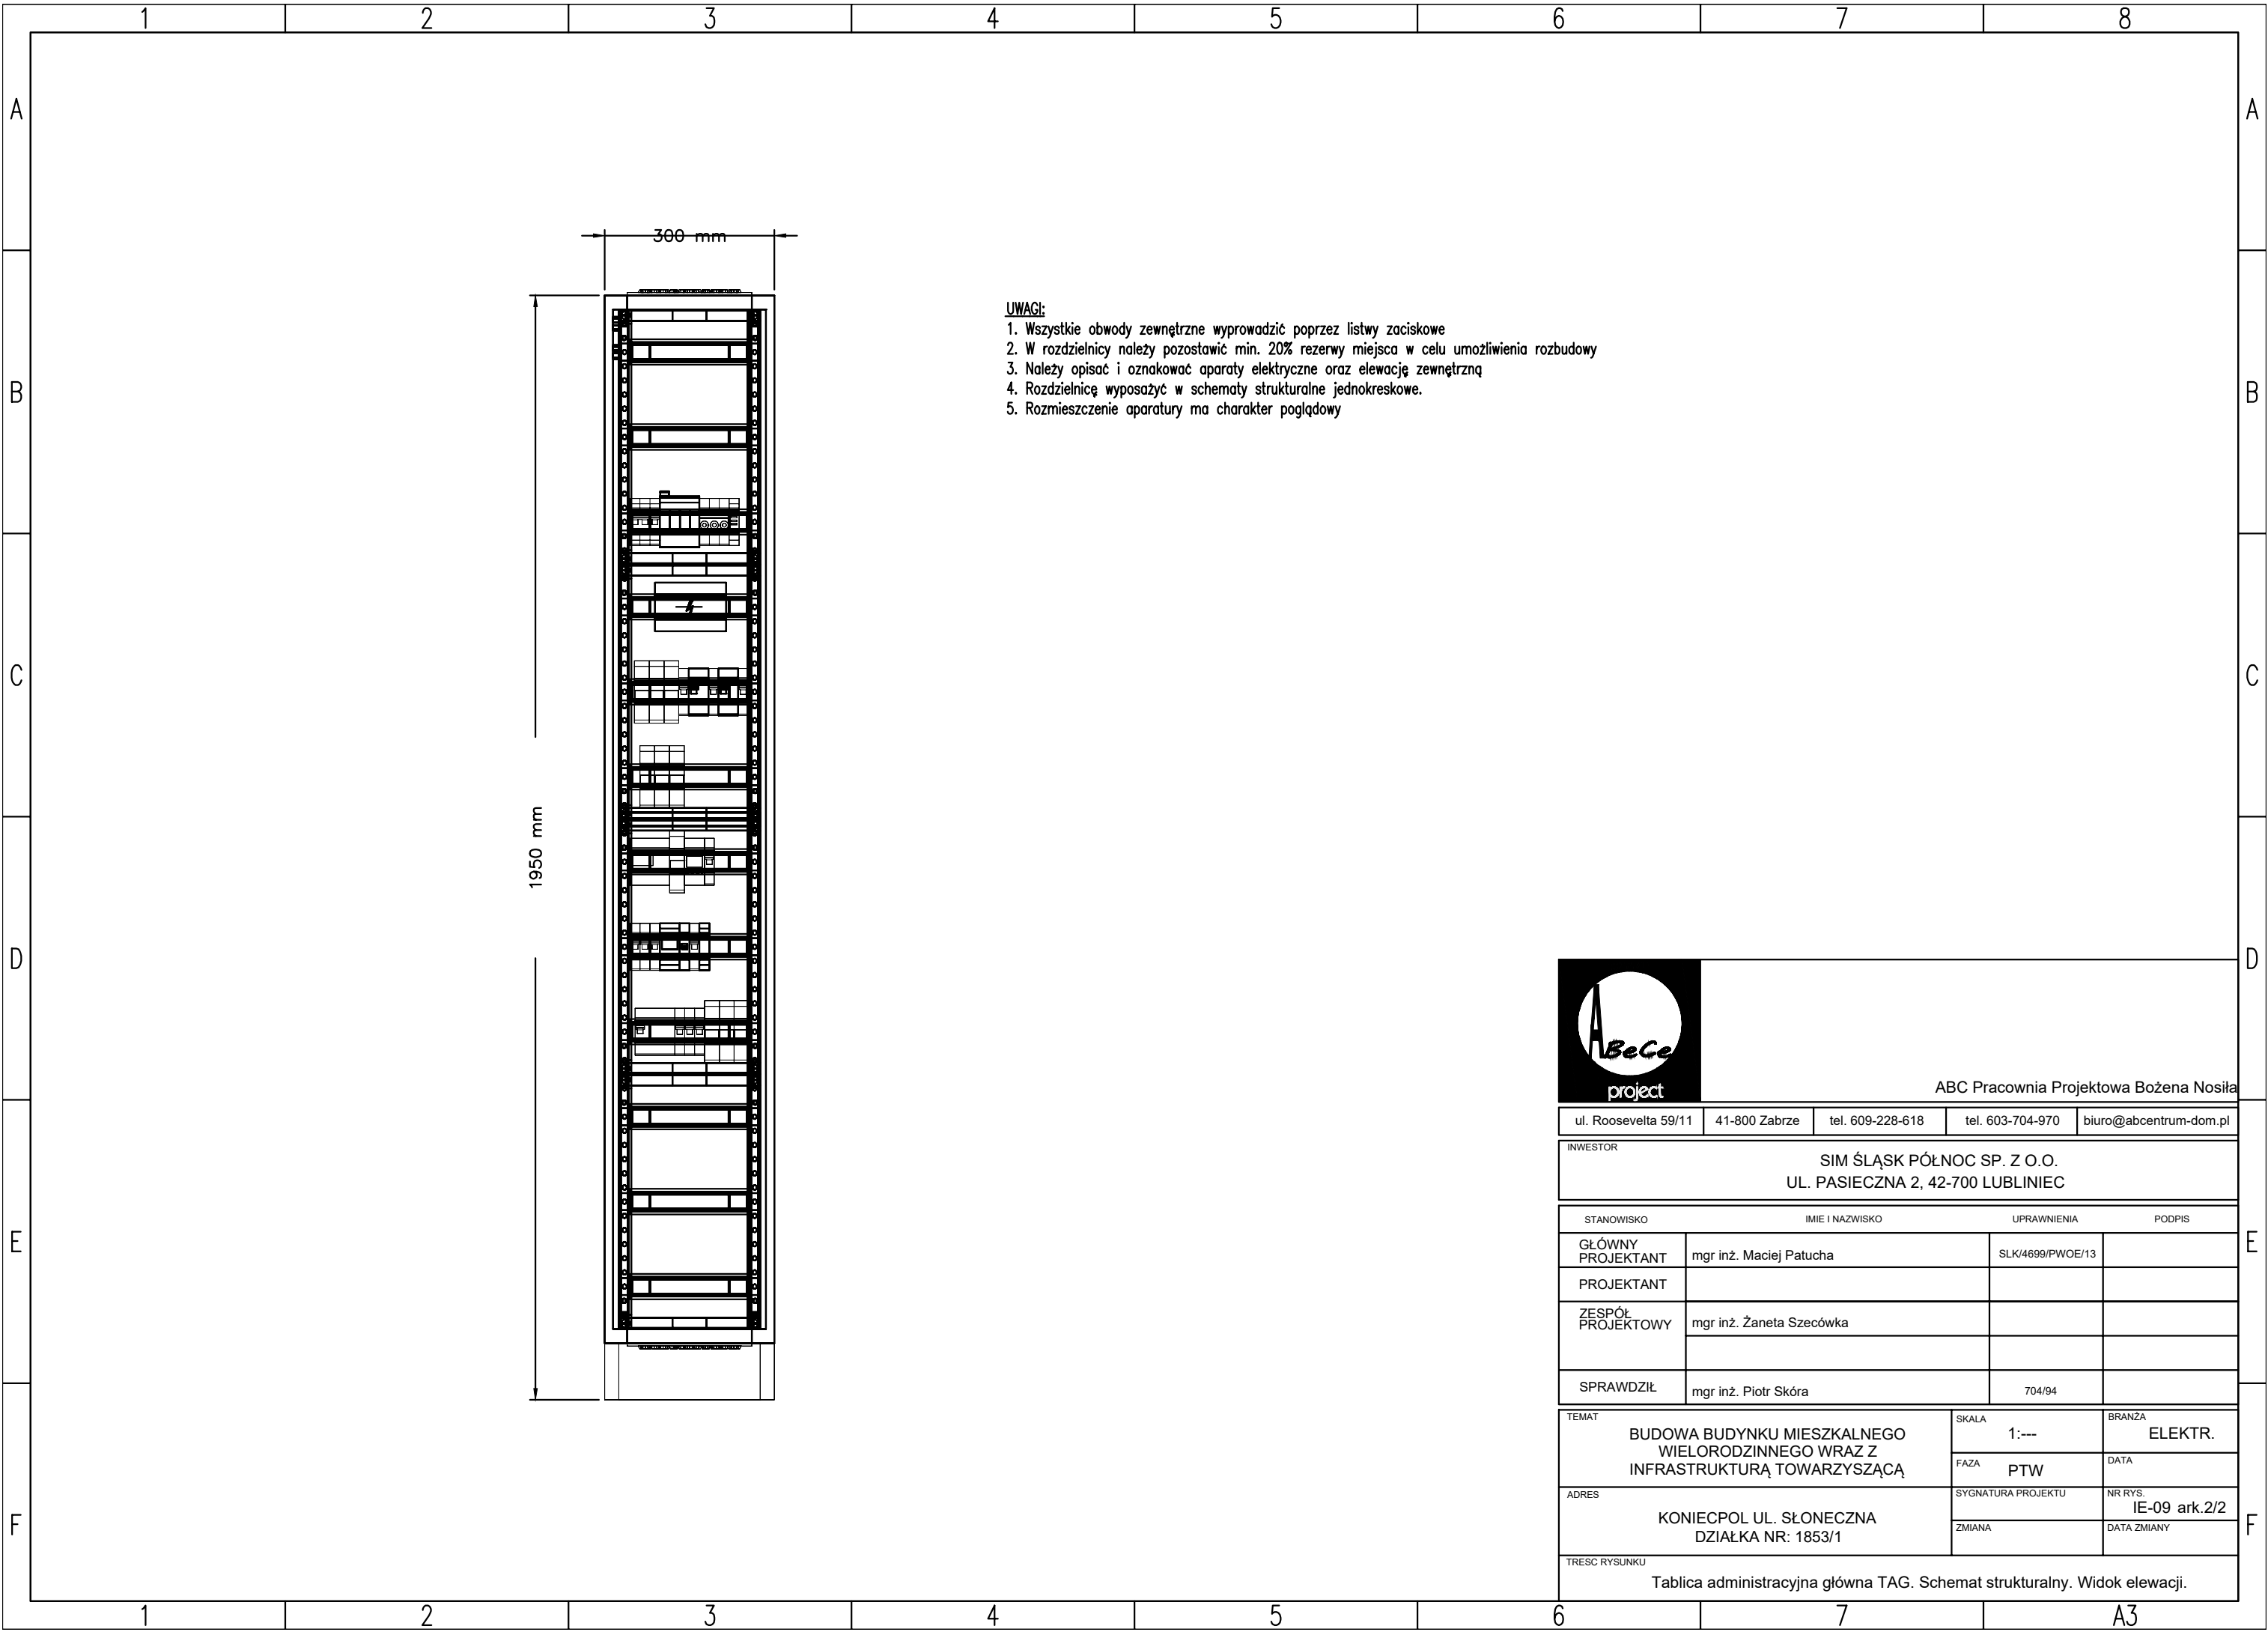 1 2 3 4 5 6 7 8
A A
B B
C C
D D
E E
F F
300 mm
1950 mm
UWAGI:
1. Wszystkie obwody zewnętrzne wyprowadzić poprzez listwy zaciskowe
2. W rozdzielnicy należy pozostawić min. 20% rezerwy miejsca w celu umożliwienia rozbudowy
3. Należy opisać i oznakować aparaty elektryczne oraz elewację zewnętrzną
4. Rozdzielnicę wyposażyć w schematy strukturalne jednokreskowe.
5. Rozmieszczenie aparatury ma charakter poglądowy
ABeCe
project
ABC Pracownia Projektowa Bożena Nosiła
ul. Roosevelta 59/11 41-800 Zabrze tel. 609-228-618 tel. 603-704-970 biuro@abcentrum-dom.pl
INWESTOR
SIM ŚLĄSK PÓŁNOC SP. Z O.O.
UL. PASIECZNA 2, 42-700 LUBLINIEC
STANOWISKO IMIE I NAZWISKO UPRAWNIENIA PODPIS
GŁÓWNY
PROJEKTANT mgr inż. Maciej Patucha SLK/4699/PWOE/13
PROJEKTANT
ZESPÓŁ
PROJEKTOWY mgr inż. Żaneta Szecówka
SPRAWDZIŁ mgr inż. Piotr Skóra 704/94
TEMAT
BUDOWA BUDYNKU MIESZKALNEGO
WIELORODZINNEGO WRAZ Z
INFRASTRUKTURĄ TOWARZYSZĄCĄ
SKALA
1:---
BRANŻA
ELEKTR.
FAZA
PTW
DATA
ADRES
KONIECPOL UL. SŁONECZNA
DZIAŁKA NR: 1853/1
SYGNATURA PROJEKTU
NR RYS.
IE-09 ark.2/2
ZMIANA
DATA ZMIANY
TRESC RYSUNKU
Tablica administracyjna główna TAG. Schemat strukturalny. Widok elewacji.
1 2 3 4 5 6 7 A3